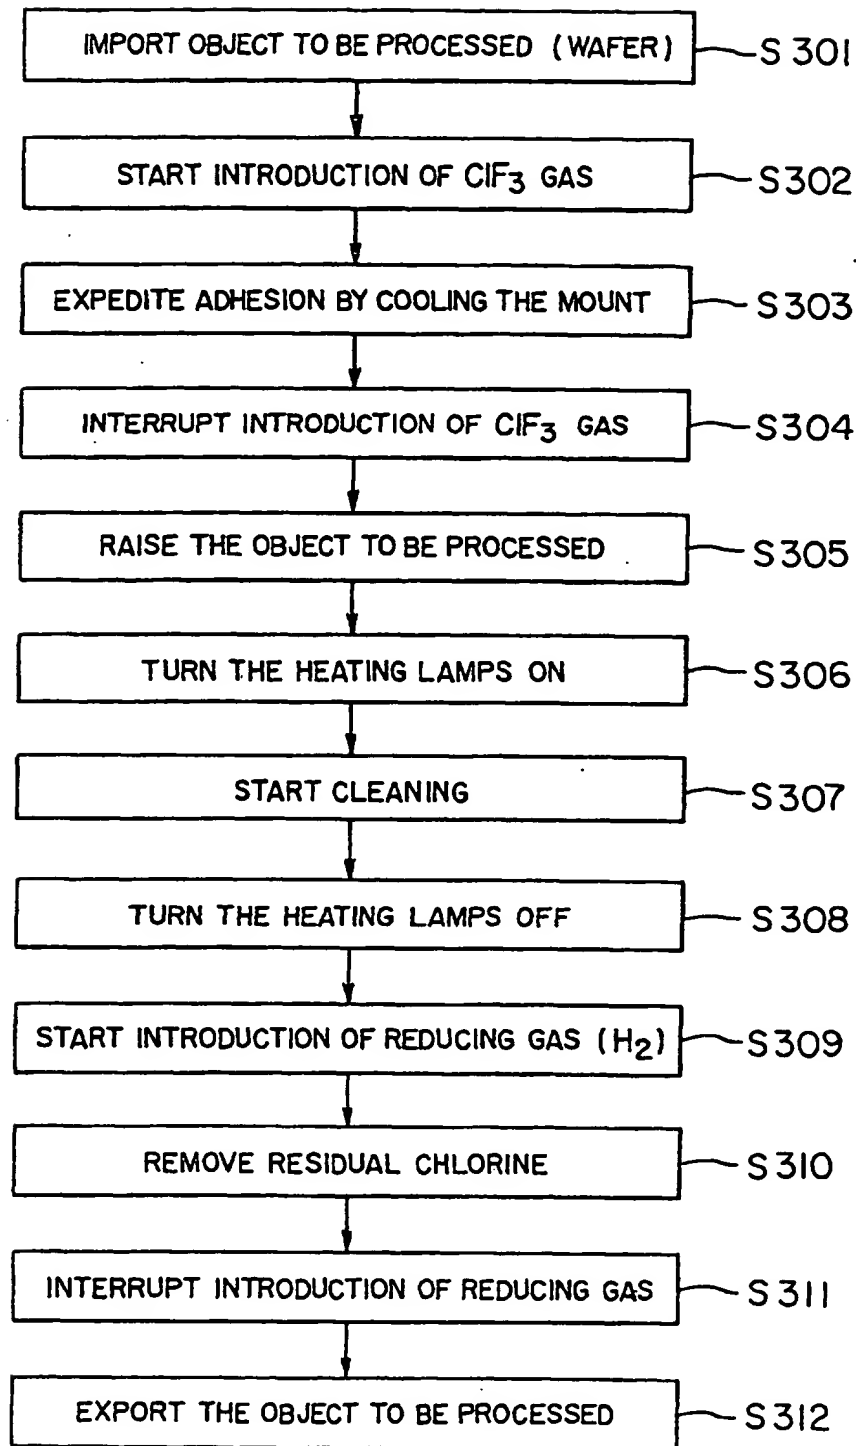 IMPORT OBJECT TO BE PROCESSED (WAFER) S301
START INTRODUCTION OF ClF3 GAS S302
EXPEDITE ADHESION BY COOLING THE MOUNT S303
INTERRUPT INTRODUCTION OF ClF3 GAS S304
RAISE THE OBJECT TO BE PROCESSED S305
TURN THE HEATING LAMPS ON S306
START CLEANING S307
TURN THE HEATING LAMPS OFF S308
START INTRODUCTION OF REDUCING GAS (H2) S309
REMOVE RESIDUAL CHLORINE S310
INTERRUPT INTRODUCTION OF REDUCING GAS S311
EXPORT THE OBJECT TO BE PROCESSED S312